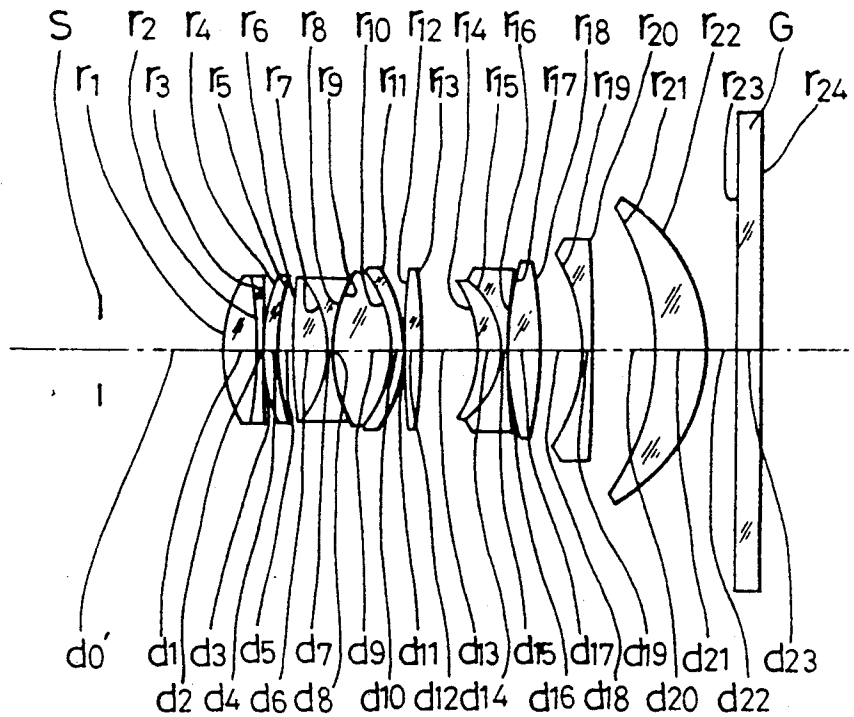 S r2 r4 r6 r8 r10 r12 r14 r16 r18 r20 r22 G
r1 r3 r5 r7 r9 r11 r13 r15 r17 r19 r21 r23 r24
d0' d1 d3 d5 d7 d9 d11 d13 d15 d17 d19 d21 d23
d2 d4 d6 d8 d10 d12 d14 d16 d18 d20 d22